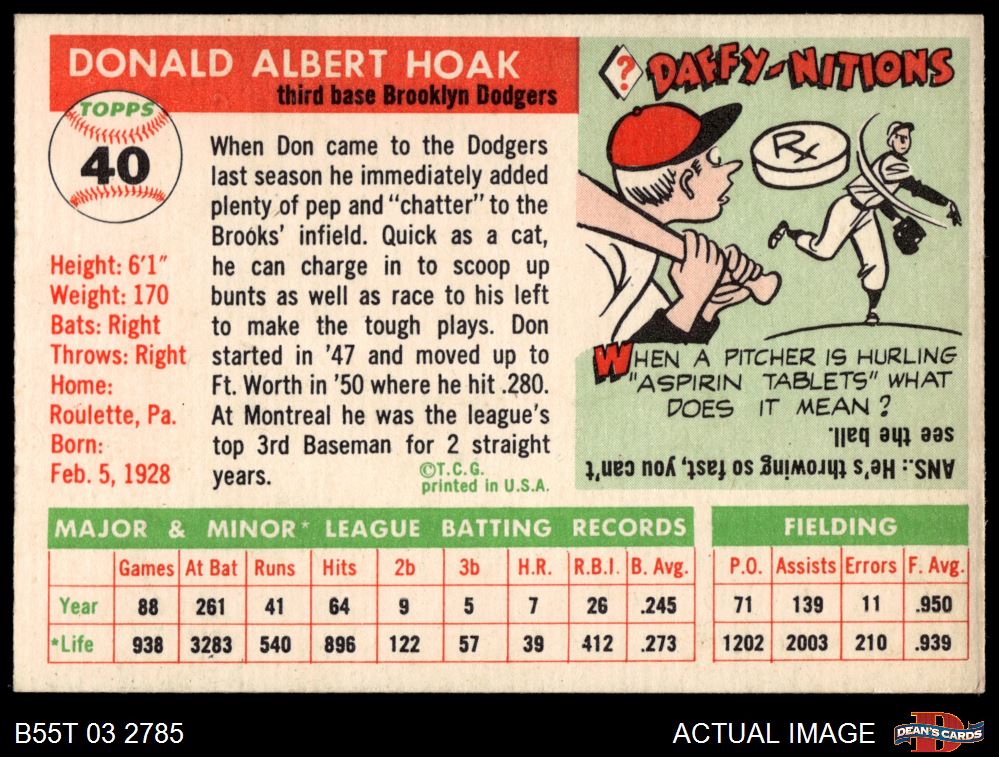 DONALD ALBERT HOAK
third base Brooklyn Dodgers
TOPPS
40
Height: 6'1"
Weight: 170
Bats: Right
Throws: Right
Home:
Roulette, Pa.
Born:
Feb. 5, 1928
When Don came to the Dodgers
last season he immediately added
plenty of pep and "chatter" to the
Brooks' infield. Quick as a cat,
he can charge in to scoop up
bunts as well as race to his left
to make the tough plays. Don
started in '47 and moved up to
Ft. Worth in '50 where he hit .280.
At Montreal he was the league's
top 3rd Baseman for 2 straight
years.
©T.C.G.
printed in U.S.A.
? DAFFY-NITIONS
Rx
WHEN A PITCHER IS HURLING
"ASPIRIN TABLETS" WHAT
DOES IT MEAN?
ANS.: He's throwing so fast, you can't
see the ball.
MAJOR & MINOR* LEAGUE BATTING RECORDS
Games At Bat Runs Hits 2b 3b H.R. R.B.I. B. Avg.
Year 88 261 41 64 9 5 7 26 .245
*Life 938 3283 540 896 122 57 39 412 .273
FIELDING
P.O. Assists Errors F. Avg.
71 139 11 .950
1202 2003 210 .939
B55T 03 2785
ACTUAL IMAGE
DEAN'S CARDS